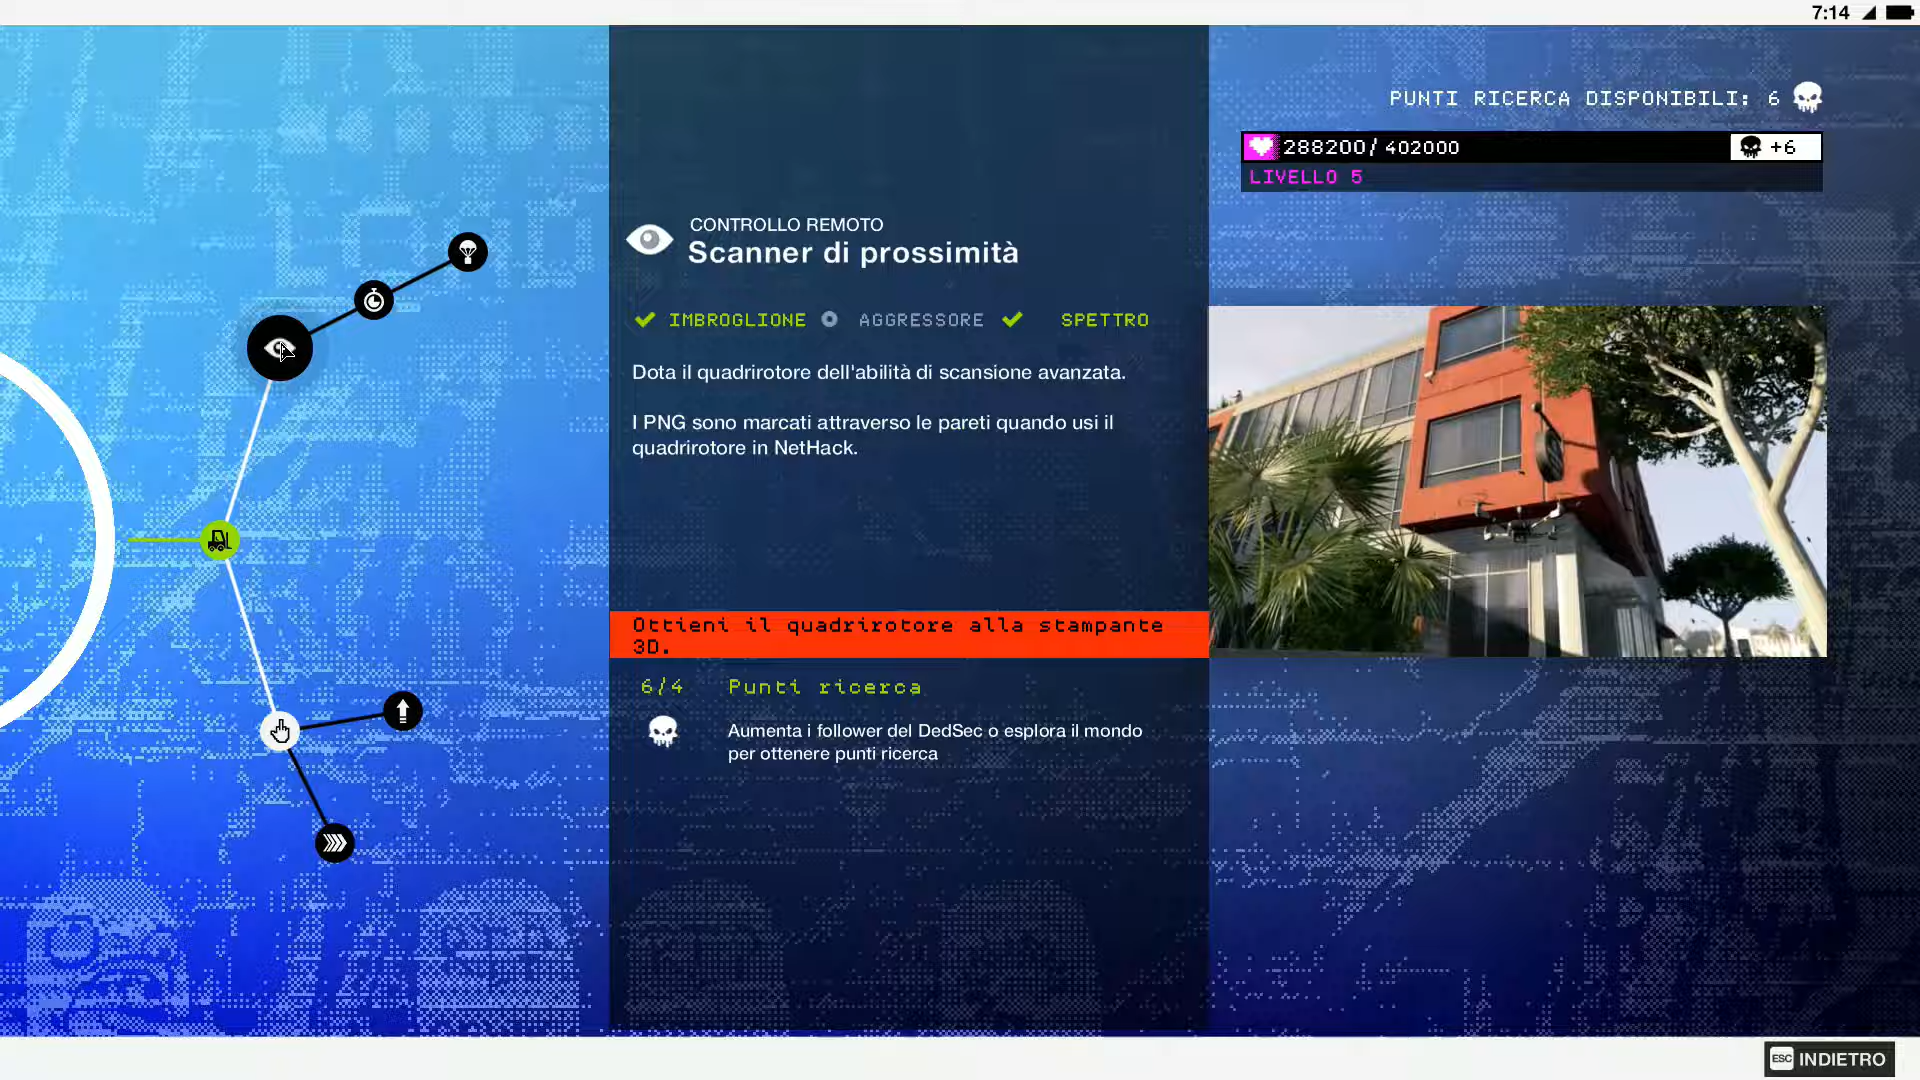 7:14
PUNTI RICERCA DISPONIBILI: 6
288200/ 402000
+6
LIVELLO 5
CONTROLLO REMOTO
Scanner di prossimità
IMBROGLIONE AGGRESSORE SPETTRO
Dota il quadrirotore dell'abilità di scansione avanzata.
I PNG sono marcati attraverso le pareti quando usi il
quadrirotore in NetHack.
Ottieni il quadrirotore alla stampante
3D.
6/4 Punti ricerca
Aumenta i follower del DedSec o esplora il mondo
per ottenere punti ricerca
ESC INDIETRO